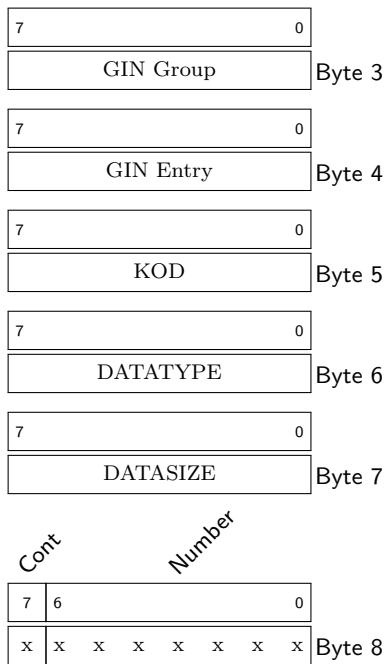 7 0
GIN Group Byte 3
7 0
GIN Entry Byte 4
7 0
KOD Byte 5
7 0
DATATYPE Byte 6
7 0
DATASIZE Byte 7
Cont Number
7 6 0
x x x x x x x x Byte 8